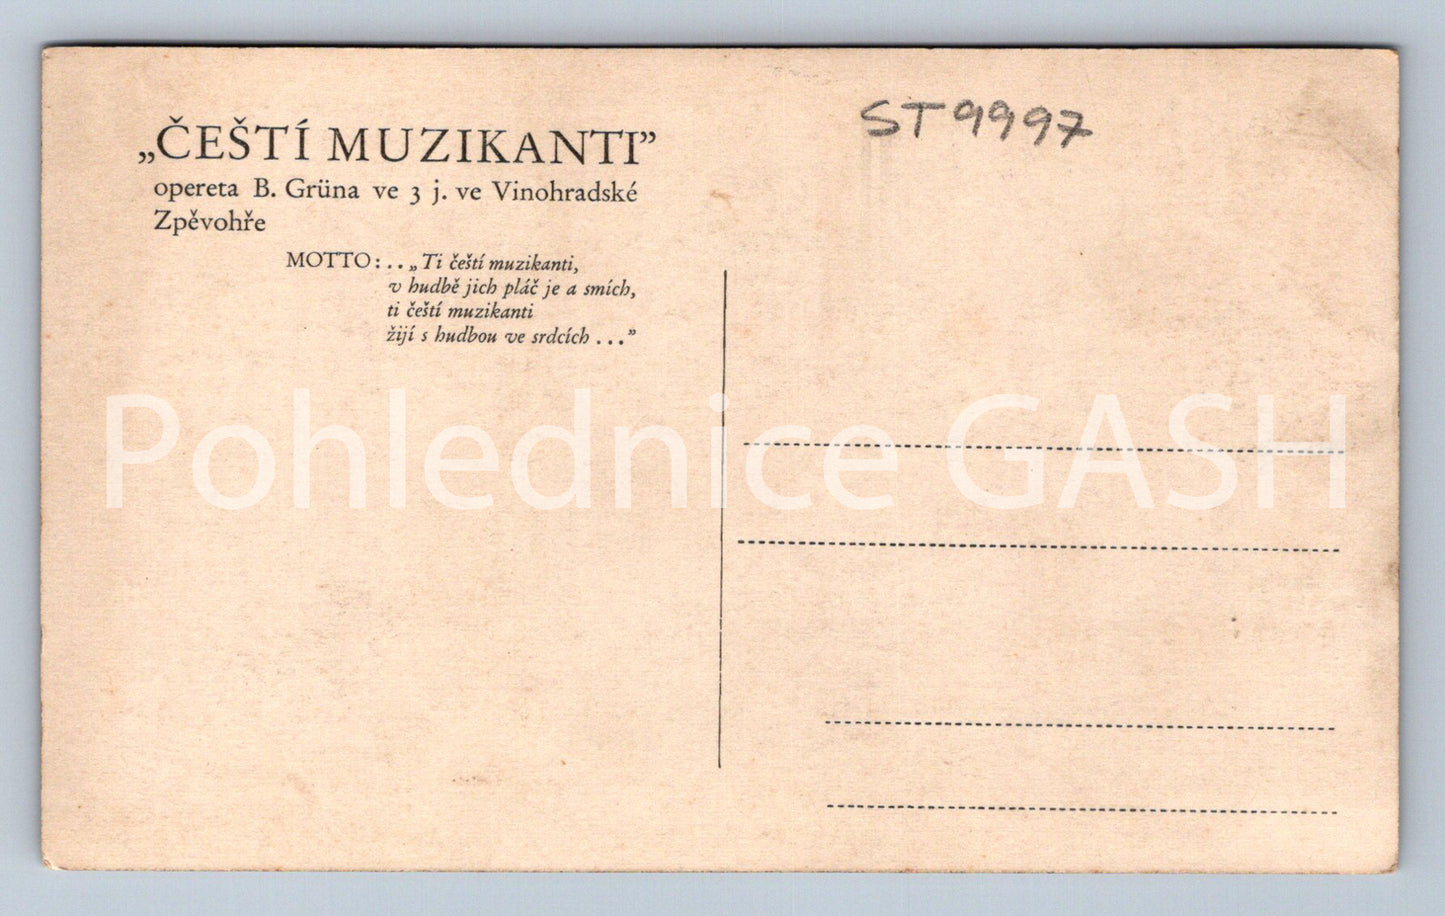 „ČEŠTÍ MUZIKANTI”
opereta B. Grüna ve 3 j. ve Vinohradské
Zpěvohře
MOTTO: . . „Ti čeští muzikanti,
v hudbě jich pláč je a smích,
ti čeští muzikanti
žijí s hudbou ve srdcích . . .”
ST9997
Pohlednice GASH